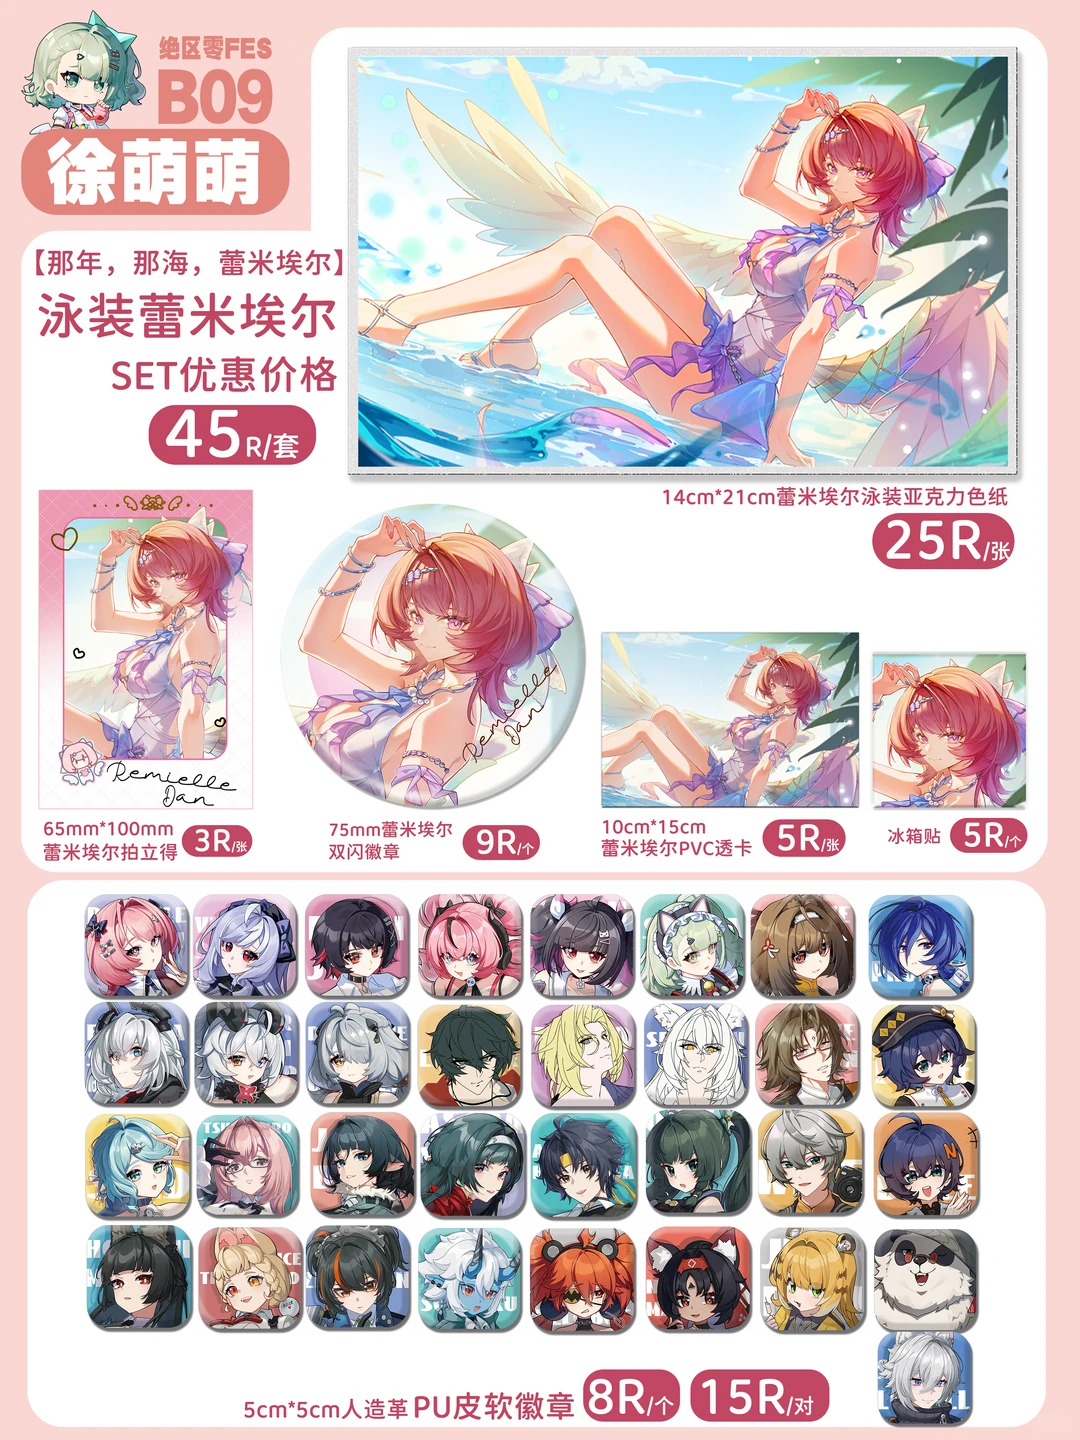 绝区零FES
B09
徐萌萌
【那年，那海，蕾米埃尔】
泳装蕾米埃尔
SET优惠价格
45R/套
14cm*21cm蕾米埃尔泳装亚克力色纸
25R/张
Remielle
Dan
Remielle
Dan
65mm*100mm
蕾米埃尔拍立得
3R/张
75mm蕾米埃尔
双闪徽章
9R/个
10cm*15cm
蕾米埃尔PVC透卡
5R/张
冰箱贴
5R/个
5cm*5cm人造革PU皮软徽章
8R/个
15R/对